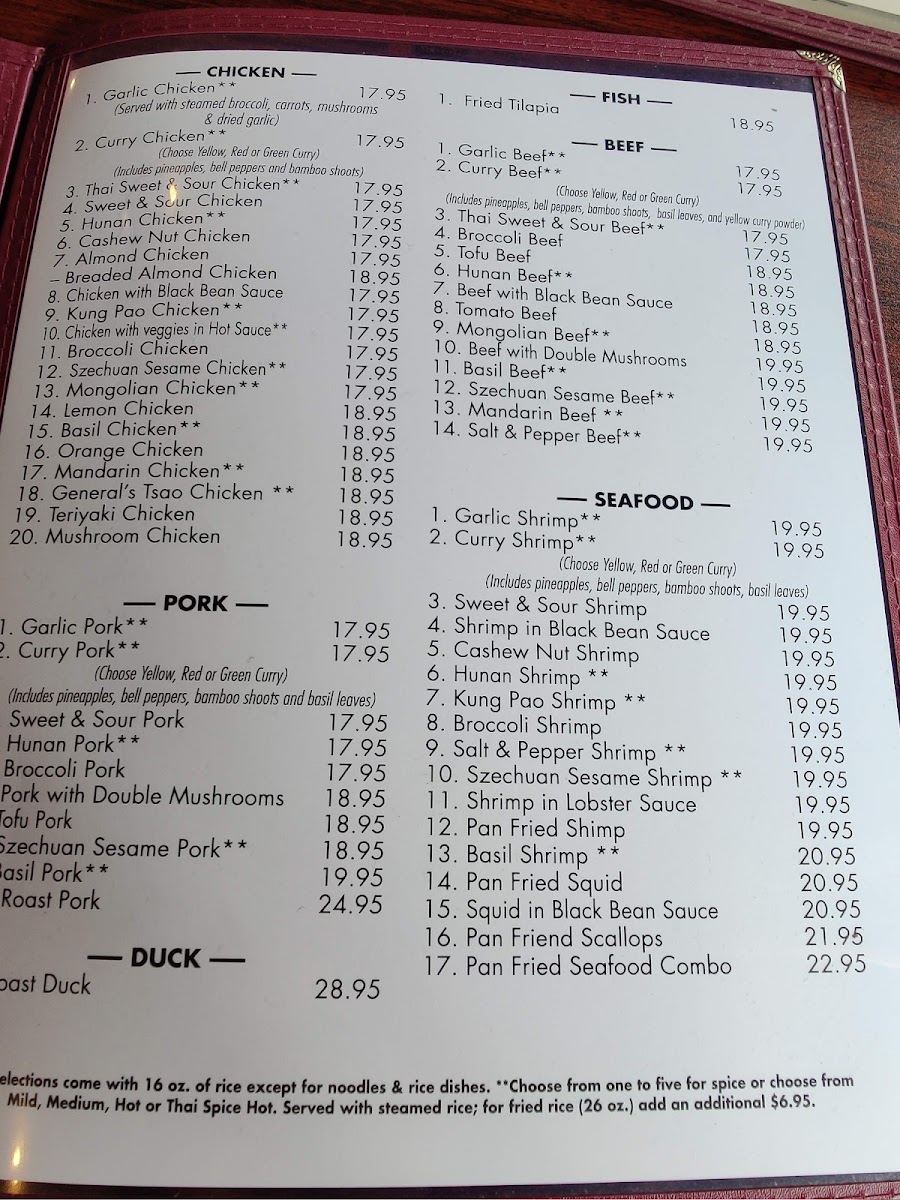 — CHICKEN —
1. Garlic Chicken** 17.95
(Served with steamed broccoli, carrots, mushrooms
& dried garlic)
2. Curry Chicken** 17.95
(Choose Yellow, Red or Green Curry)
(Includes pineapples, bell peppers and bamboo shoots)
3. Thai Sweet & Sour Chicken** 17.95
4. Sweet & Sour Chicken 17.95
5. Hunan Chicken** 17.95
6. Cashew Nut Chicken 17.95
7. Almond Chicken 17.95
– Breaded Almond Chicken 18.95
8. Chicken with Black Bean Sauce 17.95
9. Kung Pao Chicken** 17.95
10. Chicken with veggies in Hot Sauce** 17.95
11. Broccoli Chicken 17.95
12. Szechuan Sesame Chicken** 17.95
13. Mongolian Chicken** 17.95
14. Lemon Chicken 18.95
15. Basil Chicken** 18.95
16. Orange Chicken 18.95
17. Mandarin Chicken** 18.95
18. General's Tsao Chicken ** 18.95
19. Teriyaki Chicken 18.95
20. Mushroom Chicken 18.95
— PORK —
1. Garlic Pork** 17.95
2. Curry Pork** 17.95
(Choose Yellow, Red or Green Curry)
(Includes pineapples, bell peppers, bamboo shoots and basil leaves)
Sweet & Sour Pork 17.95
Hunan Pork** 17.95
Broccoli Pork 17.95
Pork with Double Mushrooms 18.95
Tofu Pork 18.95
Szechuan Sesame Pork** 18.95
Basil Pork** 19.95
Roast Pork 24.95
— DUCK —
oast Duck 28.95
— FISH —
1. Fried Tilapia 18.95
— BEEF —
1. Garlic Beef** 17.95
2. Curry Beef** 17.95
(Choose Yellow, Red or Green Curry)
(Includes pineapples, bell peppers, bamboo shoots, basil leaves, and yellow curry powder)
3. Thai Sweet & Sour Beef** 17.95
4. Broccoli Beef 17.95
5. Tofu Beef 18.95
6. Hunan Beef** 18.95
7. Beef with Black Bean Sauce 18.95
8. Tomato Beef 18.95
9. Mongolian Beef** 18.95
10. Beef with Double Mushrooms 19.95
11. Basil Beef** 19.95
12. Szechuan Sesame Beef** 19.95
13. Mandarin Beef ** 19.95
14. Salt & Pepper Beef** 19.95
— SEAFOOD —
1. Garlic Shrimp** 19.95
2. Curry Shrimp** 19.95
(Choose Yellow, Red or Green Curry)
(Includes pineapples, bell peppers, bamboo shoots, basil leaves)
3. Sweet & Sour Shrimp 19.95
4. Shrimp in Black Bean Sauce 19.95
5. Cashew Nut Shrimp 19.95
6. Hunan Shrimp ** 19.95
7. Kung Pao Shrimp ** 19.95
8. Broccoli Shrimp 19.95
9. Salt & Pepper Shrimp ** 19.95
10. Szechuan Sesame Shrimp ** 19.95
11. Shrimp in Lobster Sauce 19.95
12. Pan Fried Shimp 19.95
13. Basil Shrimp ** 20.95
14. Pan Fried Squid 20.95
15. Squid in Black Bean Sauce 20.95
16. Pan Friend Scallops 21.95
17. Pan Fried Seafood Combo 22.95
elections come with 16 oz. of rice except for noodles & rice dishes. **Choose from one to five for spice or choose from
Mild, Medium, Hot or Thai Spice Hot. Served with steamed rice; for fried rice (26 oz.) add an additional $6.95.